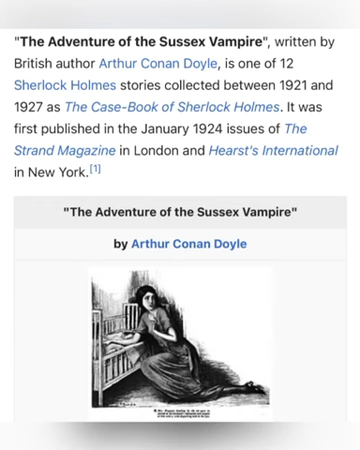 "The Adventure of the Sussex Vampire", written by
British author Arthur Conan Doyle, is one of 12
Sherlock Holmes stories collected between 1921 and
1927 as The Case-Book of Sherlock Holmes. It was
first published in the January 1924 issues of The
Strand Magazine in London and Hearst's International
in New York.[1]
"The Adventure of the Sussex Vampire"
by Arthur Conan Doyle